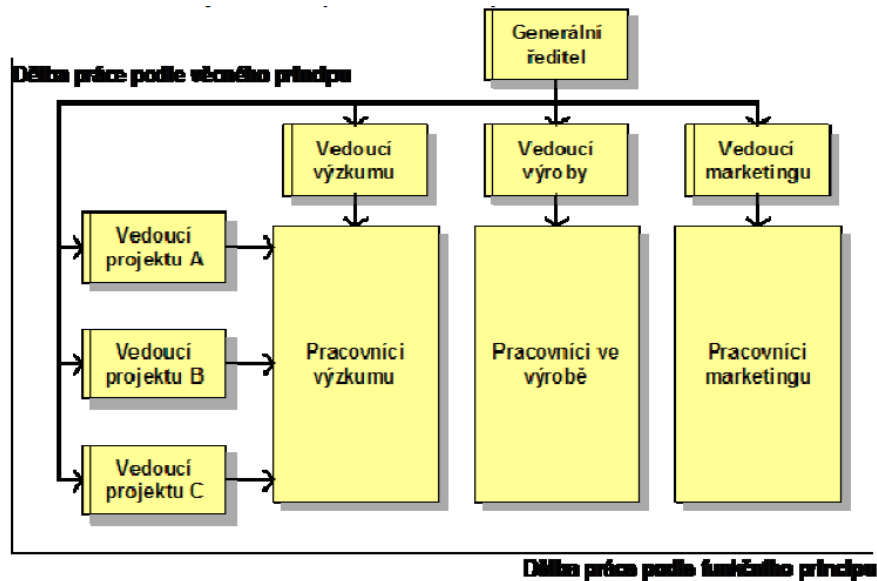 Generální
ředitel
Dělba práce podle věcného principu
Vedoucí
výzkumu
Vedoucí
výroby
Vedoucí
marketingu
Vedoucí
projektu A
Vedoucí
projektu B
Vedoucí
projektu C
Pracovníci
výzkumu
Pracovníci ve
výrobě
Pracovníci
marketingu
Dělba práce podle funkčního principu